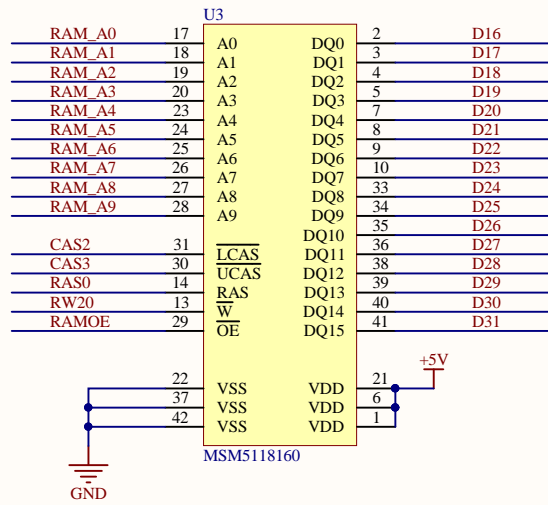 U3
RAM_A0 17 A0 DQ0 2 D16
RAM_A1 18 A1 DQ1 3 D17
RAM_A2 19 A2 DQ2 4 D18
RAM_A3 20 A3 DQ3 5 D19
RAM_A4 23 A4 DQ4 7 D20
RAM_A5 24 A5 DQ5 8 D21
RAM_A6 25 A6 DQ6 9 D22
RAM_A7 26 A7 DQ7 10 D23
RAM_A8 27 A8 DQ8 33 D24
RAM_A9 28 A9 DQ9 34 D25
DQ10 35 D26
CAS2 31 LCAS DQ11 36 D27
CAS3 30 UCAS DQ12 38 D28
RAS0 14 RAS DQ13 39 D29
RW20 13 W DQ14 40 D30
RAMOE 29 OE DQ15 41 D31
+5V
22 VSS VDD 21
37 VSS VDD 6
42 VSS VDD 1
MSM5118160
GND